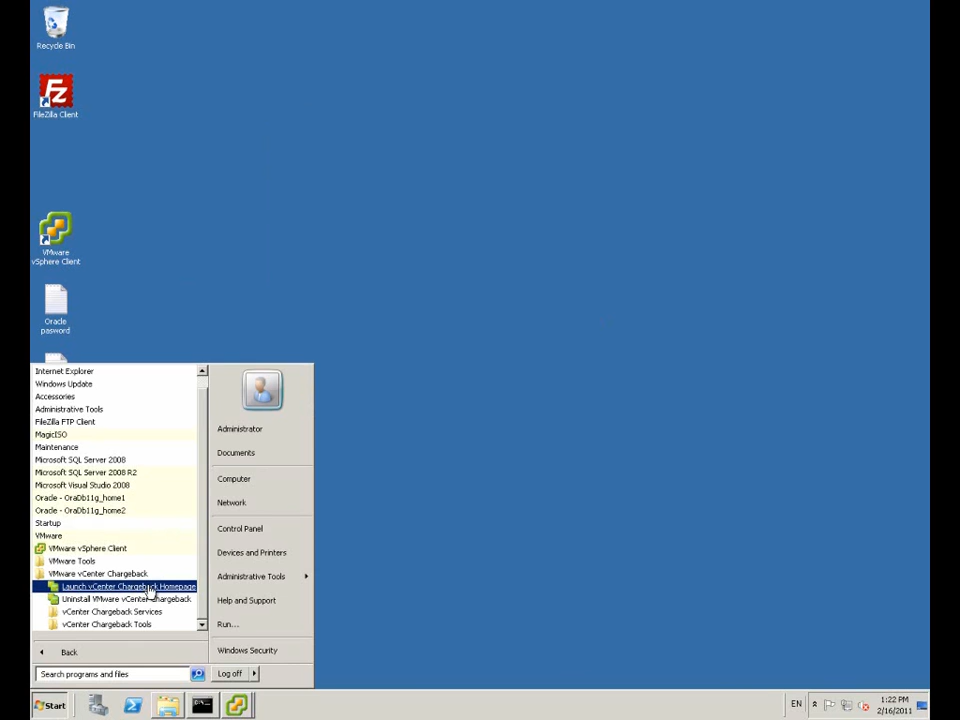 Recycle Bin
FileZilla Client
VMware
vSphere Client
Oracle
pasword
Internet Explorer
Windows Update
Accessories
Administrative Tools
FileZilla FTP Client
MagicISO
Maintenance
Microsoft SQL Server 2008
Microsoft SQL Server 2008 R2
Microsoft Visual Studio 2008
Oracle - OraDb11g_home1
Oracle - OraDb11g_home2
Startup
VMware
VMware vSphere Client
VMware Tools
VMware vCenter Chargeback
Launch vCenter Chargeback Homepage
Uninstall VMware vCenter Chargeback
vCenter Chargeback Services
vCenter Chargeback Tools
Back
Search programs and files
Administrator
Documents
Computer
Network
Control Panel
Devices and Printers
Administrative Tools
Help and Support
Run...
Windows Security
Log off
Start
EN
1:22 PM
2/16/2011